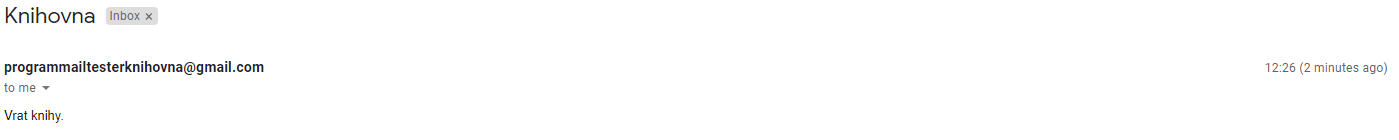 Knihovna Inbox ×
programmailtesterknihovna@gmail.com 12:26 (2 minutes ago)
to me
Vrat knihy.